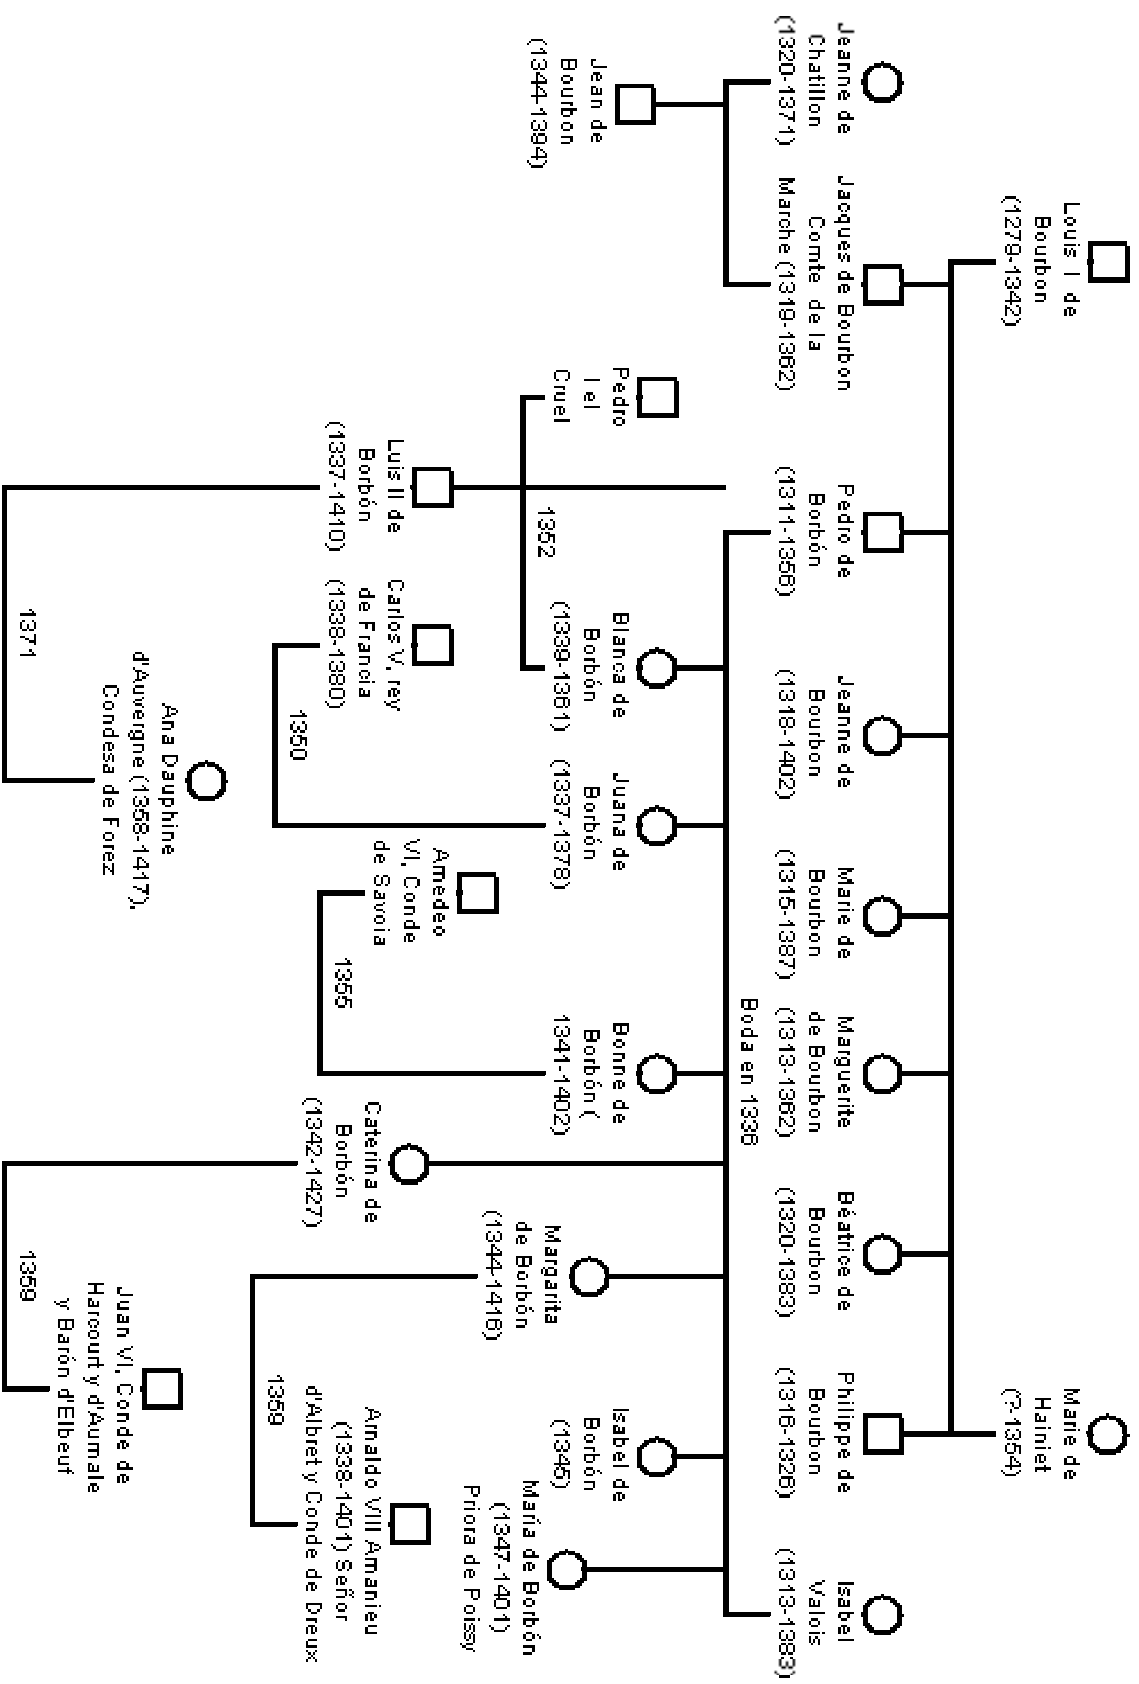 Louis I de
Bourbon
(1279-1342)
Marie de
Hainiet
(?-1354)
Jeanne de
Chatillon
(1320-1371)
Jacques de Bourbon
Comte de la
Marche (1319-1362)
Pedro de
Borbón
(1311-1356)
Jeanne de
Bourbon
(1318-1402)
Marie de
Bourbon
(1315-1387)
Marguerite
de Bourbon
(1313-1362)
Béatrice de
Bourbon
(1320-1383)
Philippe de
Bourbon
(1316-1326)
Isabel
Valois
(1313-1383)
Boda en 1336
Jean de
Bourbon
(1344-1394)
Pedro
I el
Cruel
1352
Blanca de
Borbón
(1339-1361)
Juana de
Borbón
(1337-1378)
Bonne de
Borbón (
1341-1402)
Margarita
de Borbón
(1344-1416)
Isabel de
Borbón
(1345)
María de Borbón
(1347-1401)
Priora de Poissy
Luis II de
Borbón
(1337-1410)
Carlos V, rey
de Francia
(1338-1380)
1350
Amedeo
VI, Conde
de Savoia
1355
Caterina de
Borbón
(1342-1427)
Arnaldo VIII Amanieu
(1338-1401) Señor
d'Albret y Conde de Dreux
1359
Ana Dauphine
d'Auvergne (1358-1417),
Condesa de Forez
1371
Juan VI, Conde de
Harcourt y d'Aumale
y Barón d'Elbeuf
1359